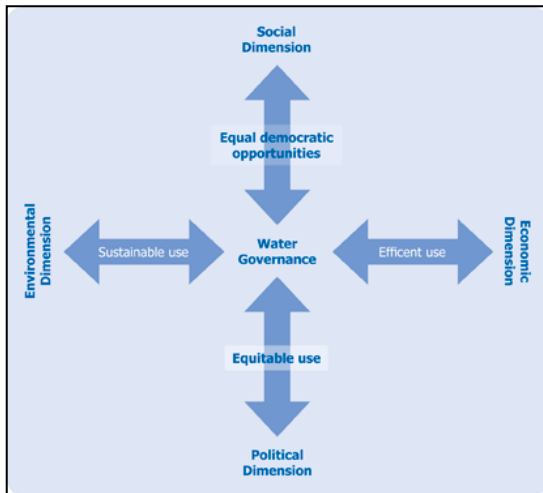 Social
Dimension
Equal democratic
opportunities
Environmental
Dimension
Sustainable use
Water
Governance
Efficent use
Economic
Dimension
Equitable use
Political
Dimension